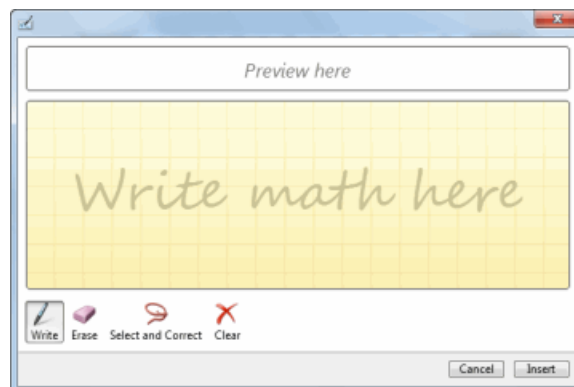 Preview here
Write math here
Write Erase Select and Correct Clear
Cancel Insert